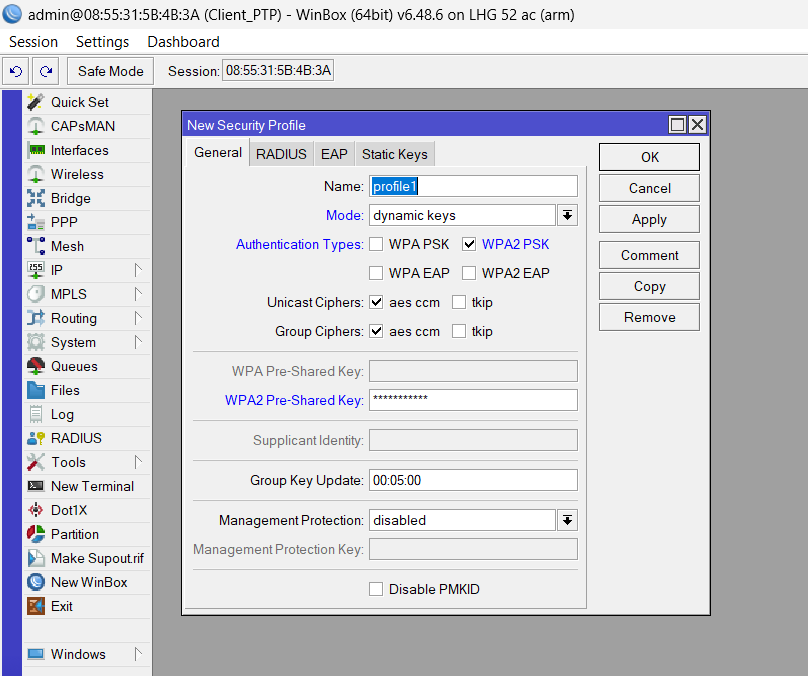 admin@08:55:31:5B:4B:3A (Client_PTP) - WinBox (64bit) v6.48.6 on LHG 52 ac (arm)
Session Settings Dashboard
Safe Mode Session: 08:55:31:5B:4B:3A
Quick Set
CAPsMAN
Interfaces
Wireless
Bridge
PPP
Mesh
IP
MPLS
Routing
System
Queues
Files
Log
RADIUS
Tools
New Terminal
Dot1X
Partition
Make Supout.rif
New WinBox
Exit
Windows
New Security Profile
General RADIUS EAP Static Keys
Name: profile1
Mode: dynamic keys
Authentication Types: WPA PSK WPA2 PSK
WPA EAP WPA2 EAP
Unicast Ciphers: aes ccm tkip
Group Ciphers: aes ccm tkip
WPA Pre-Shared Key:
WPA2 Pre-Shared Key: ***********
Supplicant Identity:
Group Key Update: 00:05:00
Management Protection: disabled
Management Protection Key:
Disable PMKID
OK
Cancel
Apply
Comment
Copy
Remove